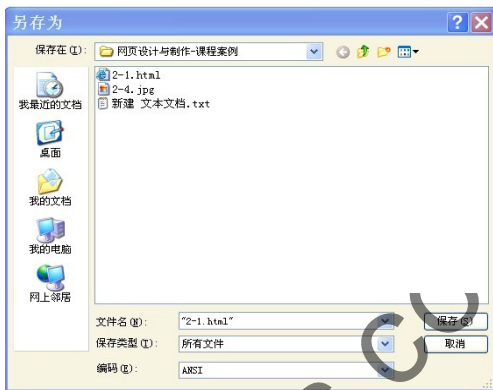 另存为
保存在(I): 网页设计与制作-课程案例
2-1.html
2-4.jpg
新建 文本文档.txt
我最近的文档
桌面
我的文档
我的电脑
网上邻居
文件名(N): "2-1.html" 保存(S)
保存类型(T): 所有文件 取消
编码(E): ANSI